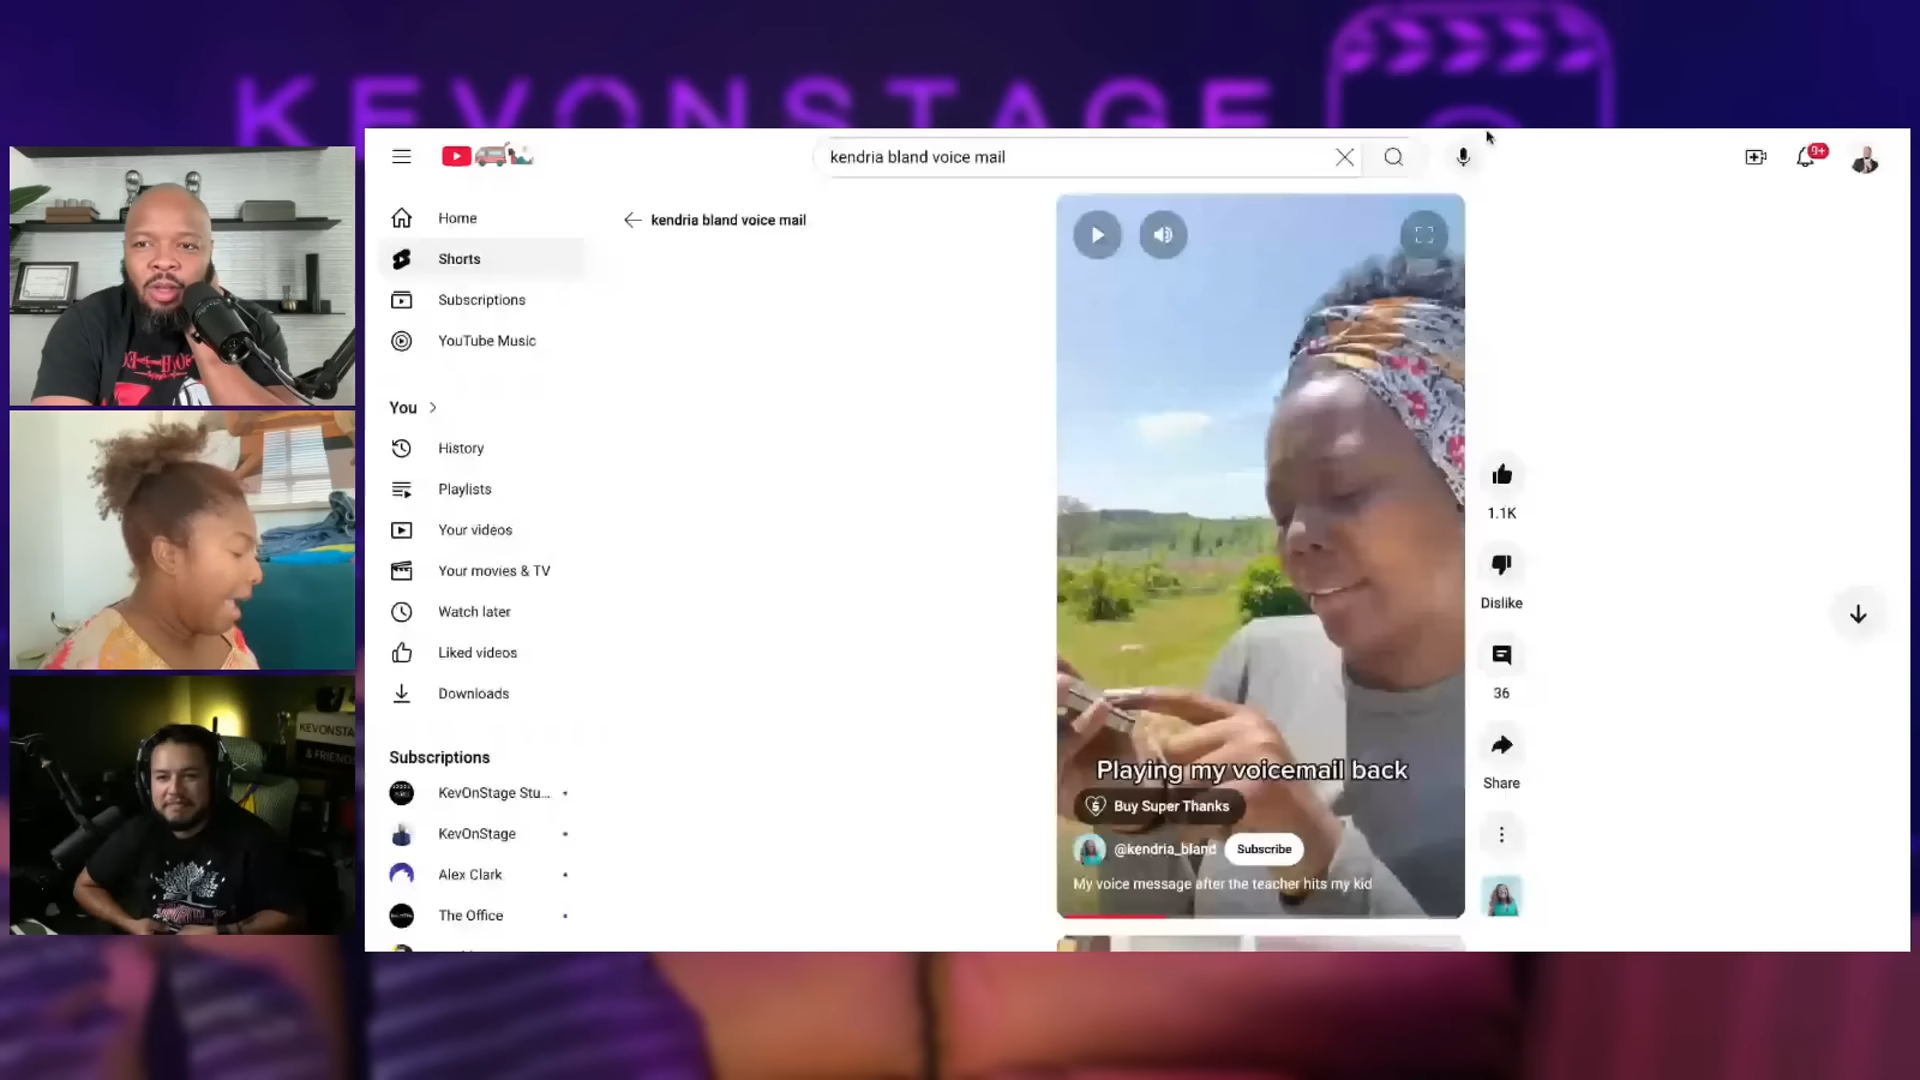 KEVONSTAGE
kendria bland voice mail
9+
Home
kendria bland voice mail
Shorts
Subscriptions
YouTube Music
You
History
Playlists
Your videos
Your movies & TV
Watch later
Liked videos
Downloads
Subscriptions
KevOnStage Stu...
KevOnStage
Alex Clark
The Office
1.1K
Dislike
36
Share
Playing my voicemail back
Buy Super Thanks
@kendria_bland
Subscribe
My voice message after the teacher hits my kid
KEVONSTA
& FRIEND